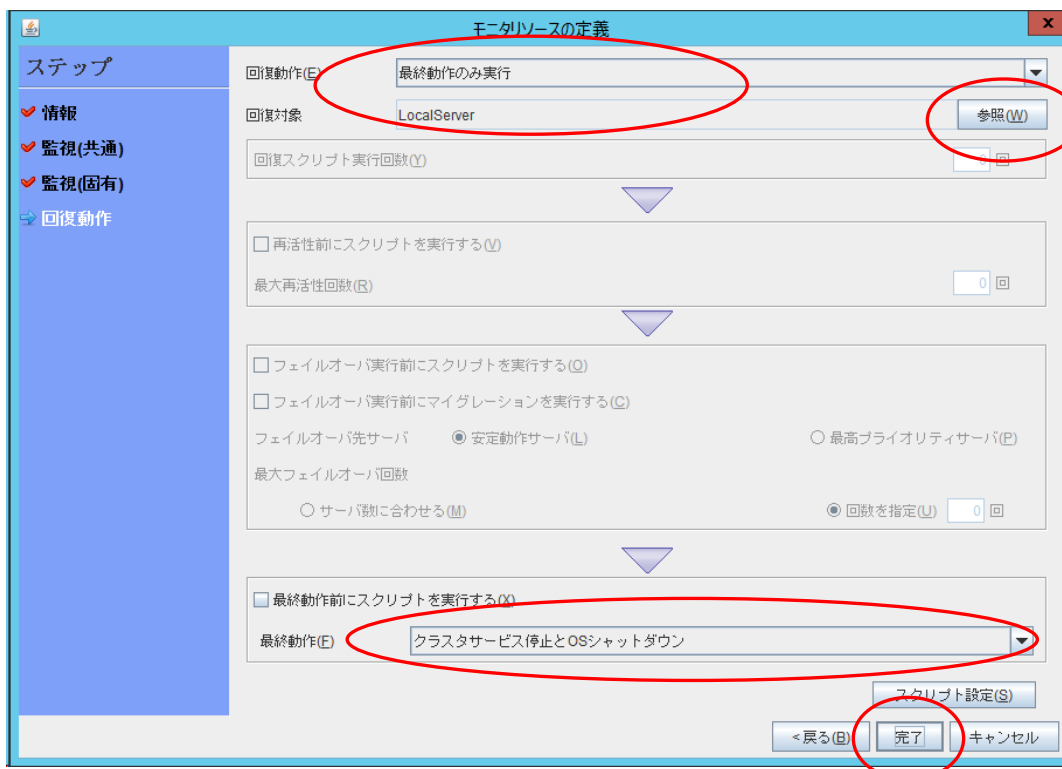 モニタリソースの定義
x
ステップ
情報
監視(共通)
監視(固有)
回復動作
回復動作(E) 最終動作のみ実行
回復対象 LocalServer 参照(W)
回復スクリプト実行回数(Y) 0 回
再活性前にスクリプトを実行する(V)
最大再活性回数(R) 0 回
フェイルオーバ実行前にスクリプトを実行する(O)
フェイルオーバ実行前にマイグレーションを実行する(C)
フェイルオーバ先サーバ 安定動作サーバ(L) 最高プライオリティサーバ(P)
最大フェイルオーバ回数
サーバ数に合わせる(M) 回数を指定(U) 0 回
最終動作前にスクリプトを実行する(X)
最終動作(F) クラスタサービス停止とOSシャットダウン
スクリプト設定(S)
<戻る(B) 完了 キャンセル